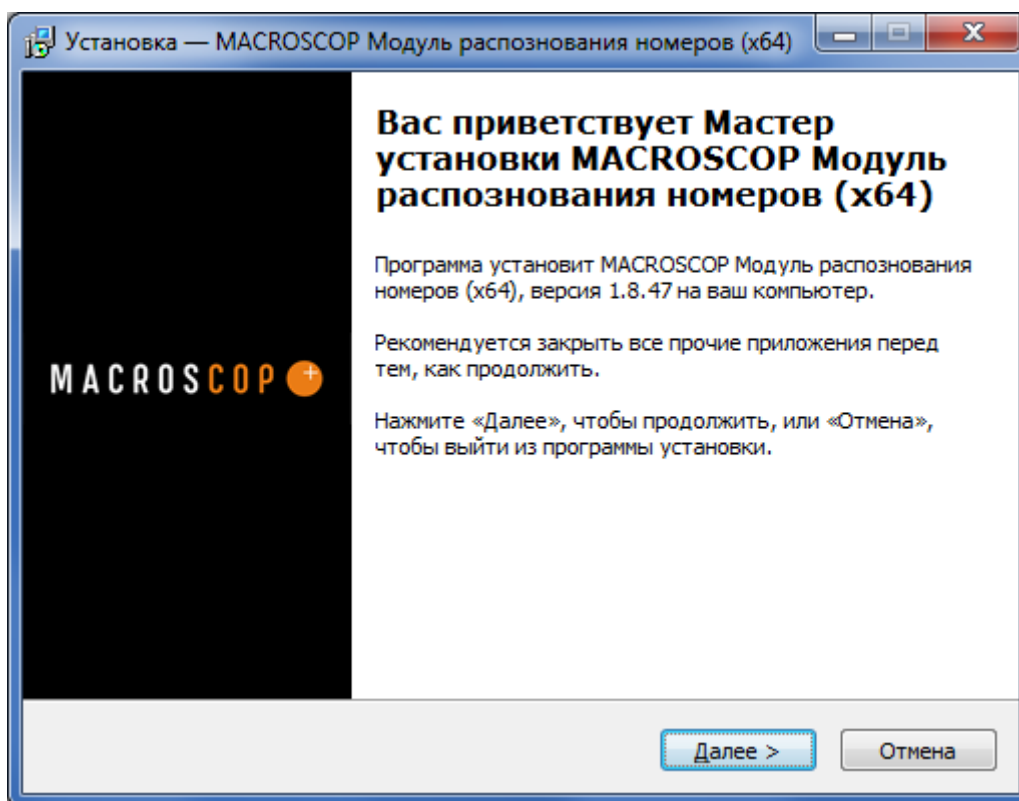 Установка — MACROSCOP Модуль распознования номеров (x64)
Вас приветствует Мастер
установки MACROSCOP Модуль
распознования номеров (x64)
Программа установит MACROSCOP Модуль распознования
номеров (x64), версия 1.8.47 на ваш компьютер.
Рекомендуется закрыть все прочие приложения перед
тем, как продолжить.
MACROSCOP
Нажмите «Далее», чтобы продолжить, или «Отмена»,
чтобы выйти из программы установки.
Далее >
Отмена